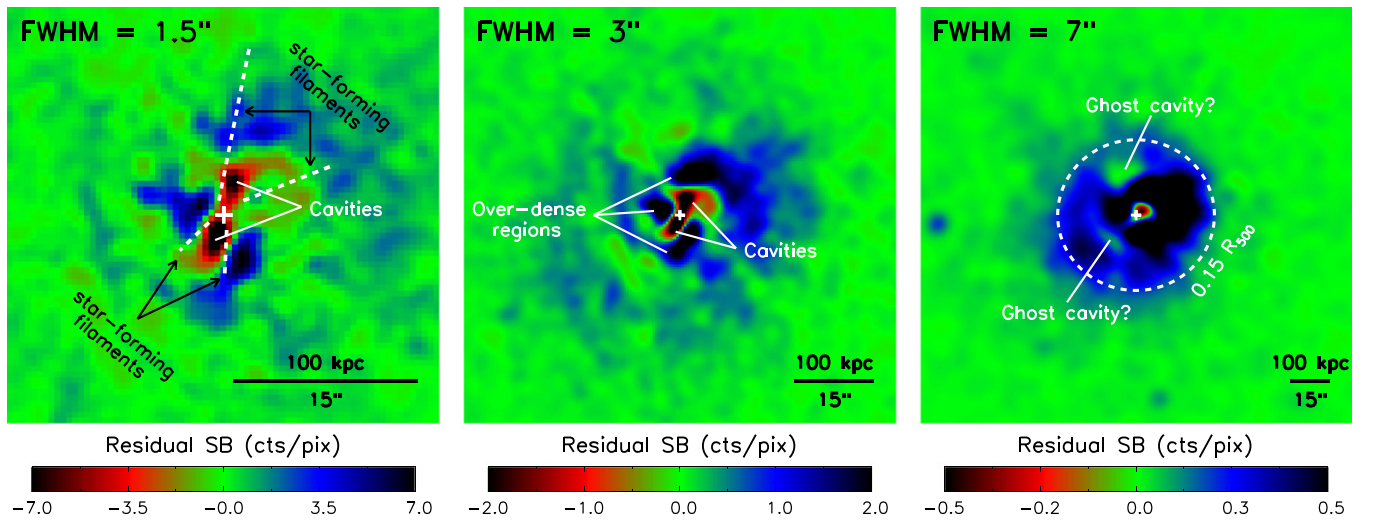 FWHM = 1.5"
star-forming
filaments
Cavities
star-forming
filaments
100 kpc
15"
Residual SB (cts/pix)
-7.0 -3.5 -0.0 3.5 7.0
FWHM = 3"
Over-dense
regions
Cavities
100 kpc
15"
Residual SB (cts/pix)
-2.0 -1.0 0.0 1.0 2.0
FWHM = 7"
Ghost cavity?
0.15 R500
Ghost cavity?
100 kpc
15"
Residual SB (cts/pix)
-0.5 -0.2 0.0 0.3 0.5